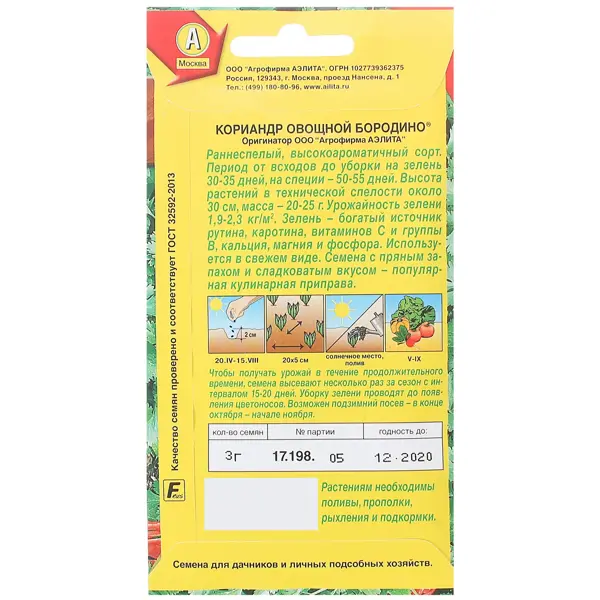 А
Москва
ООО "Агрофирма АЭЛИТА". ОГРН 1027739362375
Россия, 129343, г. Москва, проезд Нансена, д. 1
Тел.: (499) 180-80-96, www.ailita.ru
КОРИАНДР ОВОЩНОЙ БОРОДИНО®
Оригинатор ООО "Агрофирма АЭЛИТА"
Раннеспелый, высокоароматичный сорт.
Период от всходов до уборки на зелень
30-35 дней, на специи – 50-55 дней. Высота
растений в технической спелости около
30 см, масса – 20-25 г. Урожайность зелени
1,9-2,3 кг/м². Зелень – богатый источник
рутина, каротина, витаминов С и группы
В, кальция, магния и фосфора. Использу-
ется в свежем виде. Семена с пряным за-
пахом и сладковатым вкусом – популяр-
ная кулинарная приправа.
2 см
20.IV-15.VIII
20х5 см
солнечное место,
полив
V-IX
Чтобы получать урожай в течение продолжительного
времени, семена высевают несколько раз за сезон с ин-
тервалом 15-20 дней. Уборку зелени проводят до появ-
ления цветоносов. Возможен подзимний посев – в конце
октября – начале ноября.
кол-во семян
№ партии
годность до:
3г
17.198. 05
12·2020
Растениям необходимы
поливы, прополки,
рыхления и подкормки.
Семена для дачников и личных подсобных хозяйств.
Качество семян проверено и соответствует ГОСТ 32592-2013